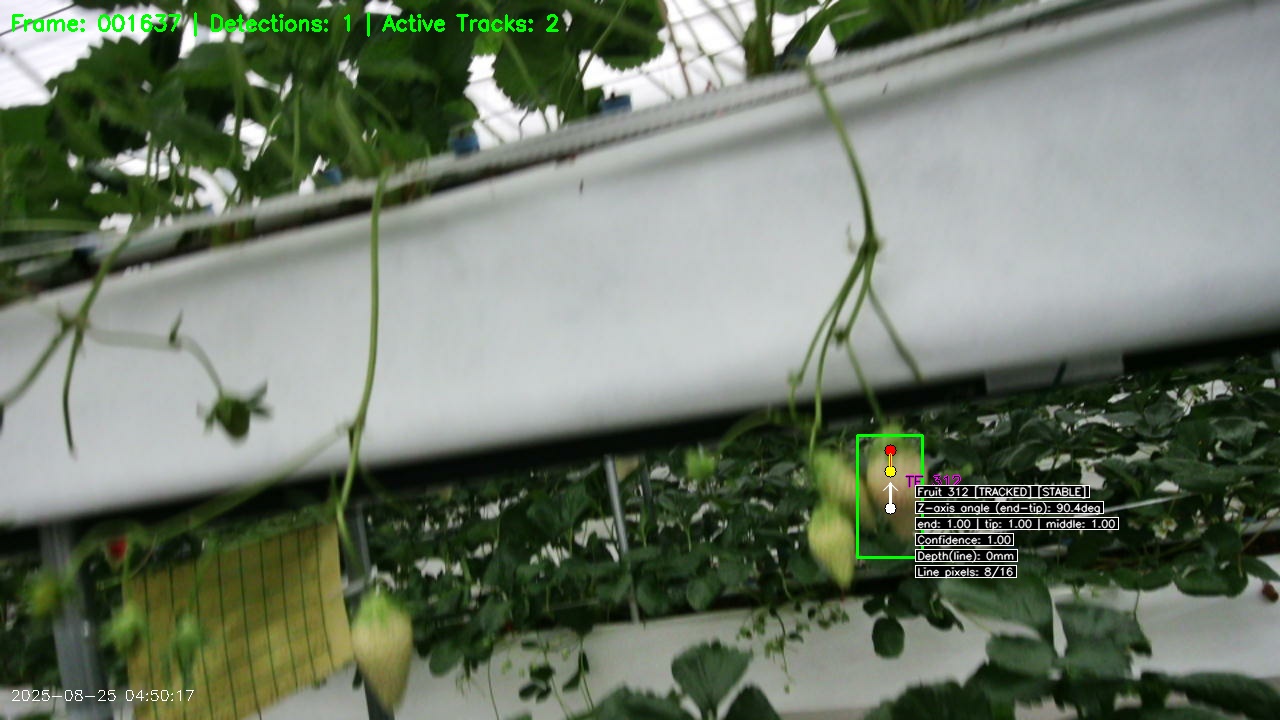 Frame: 001637 | Detections: 1 | Active Tracks: 2
Fruit 312 [TRACKED] [STABLE]
Z-axis angle (end-tip): 90.4deg
end: 1.00 | tip: 1.00 | middle: 1.00
Confidence: 1.00
Depth(line): 0mm
Line pixels: 8/16
2025-08-25 04:50:17